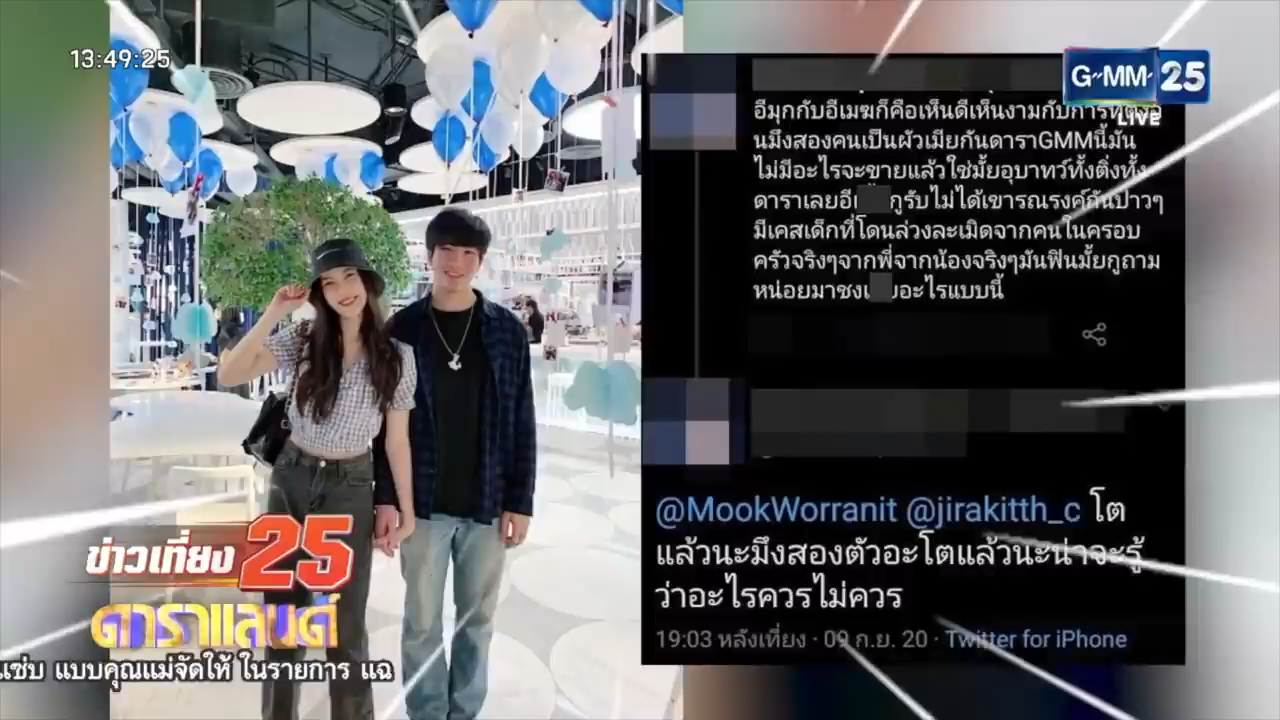 13:49:25
G-MM 25
LIVE
อีมุกกับอีเมฆก็คือเห็นดีเห็นงามกับการที่
นมึงสองคนเป็นผัวเมียกันดาราGMMนี้มัน
ไม่มีอะไรจะขายแล้วใช่มั้ยอุบาทว์ทั้งติ่งทั้ง
ดาราเลยอี กูรับไม่ได้เขารณรงค์กันปาวๆ
มีเคสเด็กที่โดนล่วงละเมิดจากคนในครอบ
ครัวจริงๆจากพี่จากน้องจริงๆมันฟินมั้ยกูถาม
หน่อยมาชงเ ยอะไรแบบนี้
@MookWorranit @jirakitth_c โต
แล้วนะมึงสองตัวอะโตแล้วนะน่าจะรู้
ว่าอะไรควรไม่ควร
19:03 หลังเที่ยง · 09 ก.ย. 20 · Twitter for iPhone
ข่าวเที่ยง 25
ดาราแลนด์
แซ่บ แบบคุณแม่จัดให้ ในรายการ แฉ